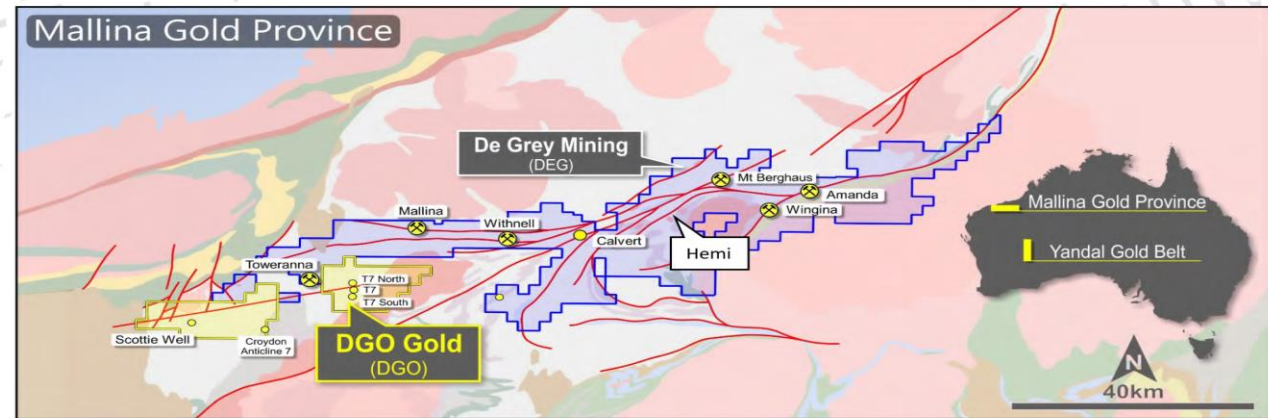 Mallina Gold Province
De Grey Mining
(DEG)
Mt Berghaus
Amanda
Wingina
Mallina
Withnell
Calvert
Hemi
Toweranna
T7 North
T7
T7 South
Scottie Well
Croydon
Anticline 7
DGO Gold
(DGO)
Mallina Gold Province
Yandal Gold Belt
N
40km